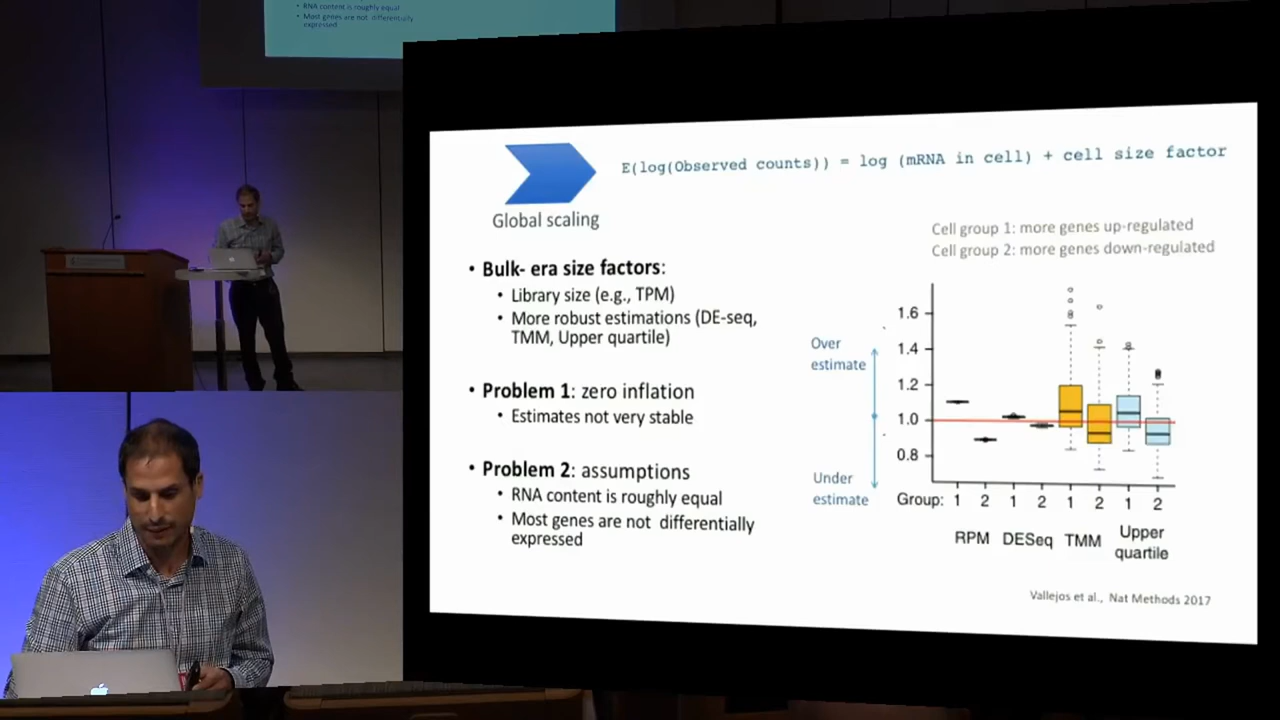 • RNA content is roughly equal
• Most genes are not differentially
expressed
E(log(Observed counts)) = log (mRNA in cell) + cell size factor
Global scaling
• Bulk- era size factors:
• Library size (e.g., TPM)
• More robust estimations (DE-seq,
TMM, Upper quartile)
• Problem 1: zero inflation
• Estimates not very stable
• Problem 2: assumptions
• RNA content is roughly equal
• Most genes are not differentially
expressed
Cell group 1: more genes up-regulated
Cell group 2: more genes down-regulated
Over
estimate
Under
estimate
1.6
1.4
1.2
1.0
0.8
Group: 1 2 1 2 1 2 1 2
RPM DESeq TMM Upper
quartile
Vallejos et al., Nat Methods 2017